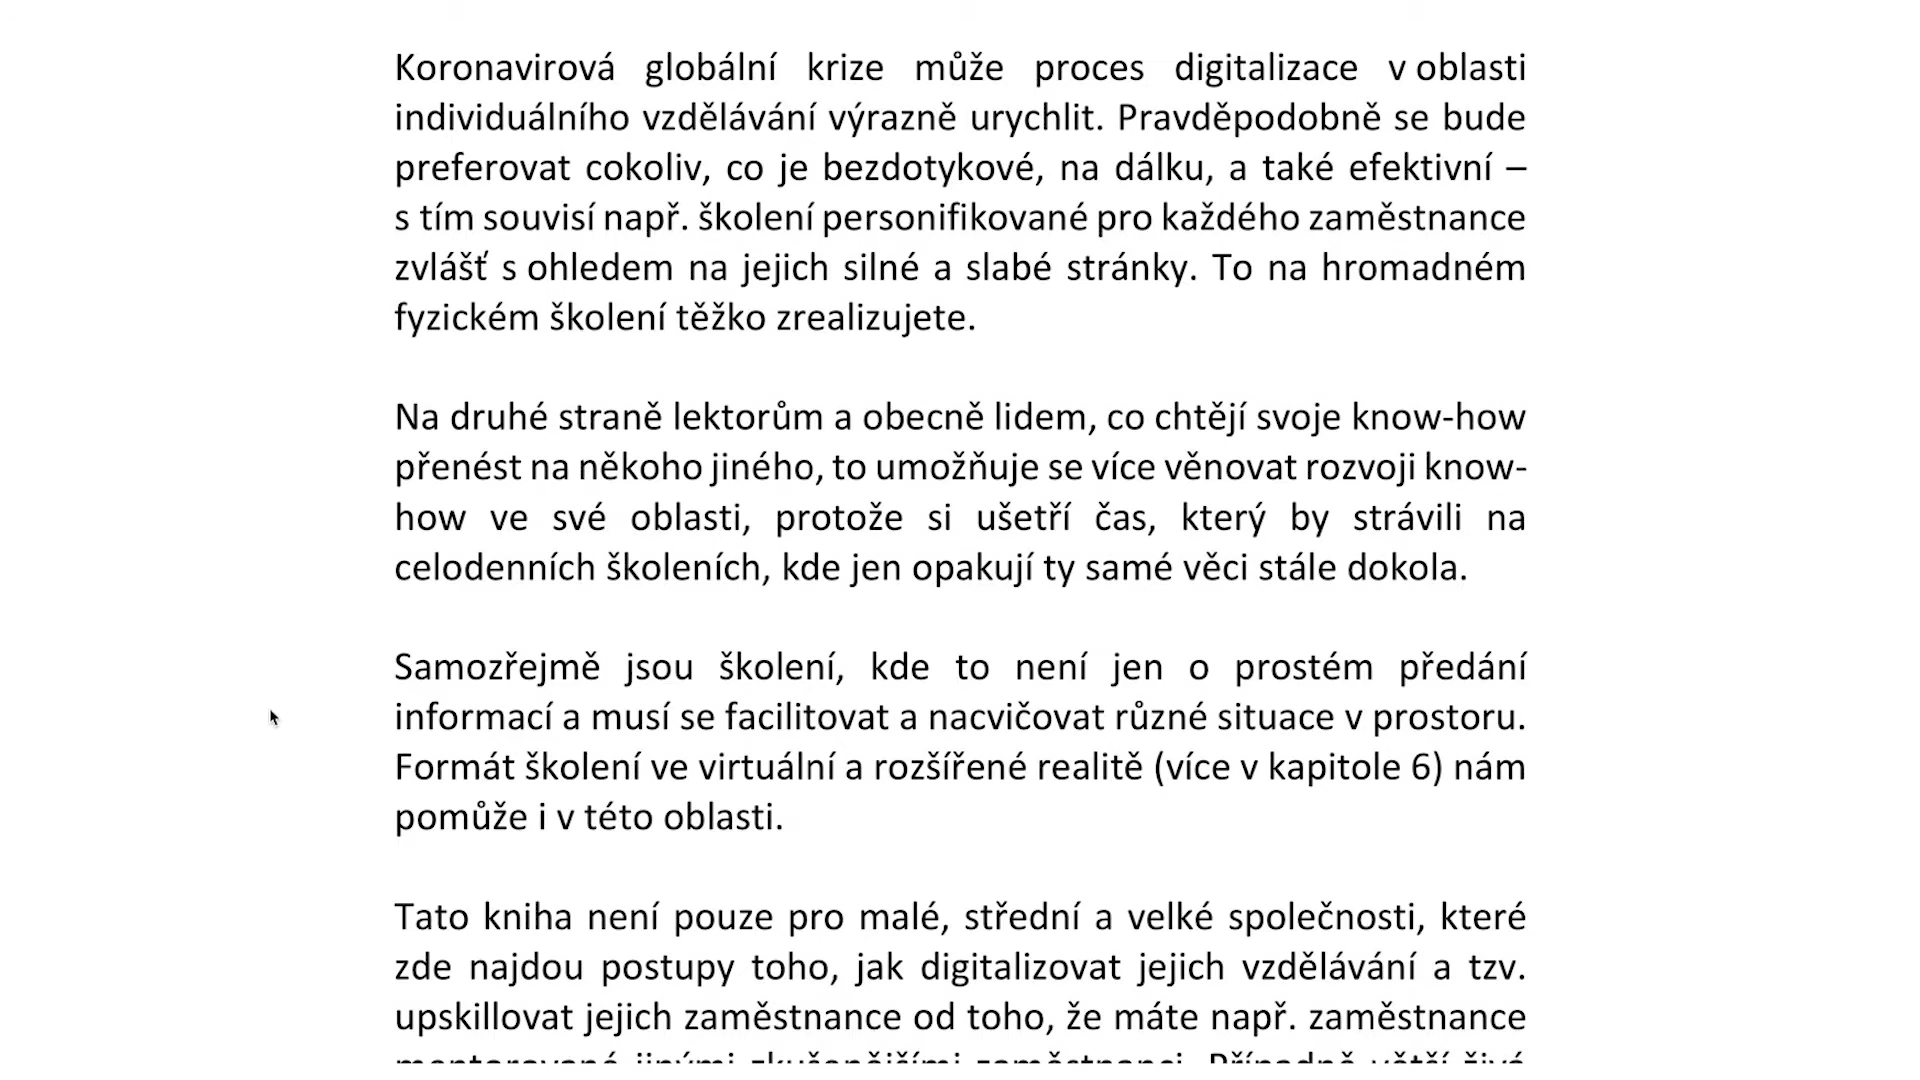 Koronavirová globální krize může proces digitalizace v oblasti
individuálního vzdělávání výrazně urychlit. Pravděpodobně se bude
preferovat cokoliv, co je bezdotykové, na dálku, a také efektivní –
s tím souvisí např. školení personifikované pro každého zaměstnance
zvlášť s ohledem na jejich silné a slabé stránky. To na hromadném
fyzickém školení těžko zrealizujete.
Na druhé straně lektorům a obecně lidem, co chtějí svoje know-how
přenést na někoho jiného, to umožňuje se více věnovat rozvoji know-
how ve své oblasti, protože si ušetří čas, který by strávili na
celodenních školeních, kde jen opakují ty samé věci stále dokola.
Samozřejmě jsou školení, kde to není jen o prostém předání
informací a musí se facilitovat a nacvičovat různé situace v prostoru.
Formát školení ve virtuální a rozšířené realitě (více v kapitole 6) nám
pomůže i v této oblasti.
Tato kniha není pouze pro malé, střední a velké společnosti, které
zde najdou postupy toho, jak digitalizovat jejich vzdělávání a tzv.
upskillovat jejich zaměstnance od toho, že máte např. zaměstnance
mentorované jinými zkušenějšími zaměstnanci. Případně větší živé